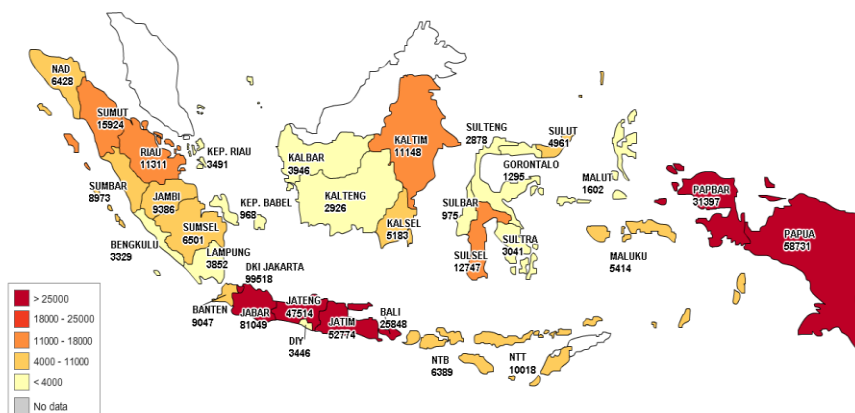 NAD
6428
SUMUT
15924
RIAU
11311
KEP. RIAU
3491
SUMBAR
8973
JAMBI
9386
KEP. BABEL
968
SUMSEL
6501
BENGKULU
3329
LAMPUNG
3852
DKI JAKARTA
99518
BANTEN
9047
JABAR
81049
JATENG
47514
DIY
3446
JATIM
52774
BALI
25848
NTB
6389
NTT
10018
KALBAR
3946
KALTENG
2926
KALTIM
11148
KALSEL
5183
SULTENG
2878
SULUT
4961
GORONTALO
1295
SULBAR
975
SULSEL
12747
SULTRA
3041
MALUT
1602
MALUKU
5414
PAPBAR
31397
PAPUA
58731
> 25000
18000 - 25000
11000 - 18000
4000 - 11000
< 4000
No data